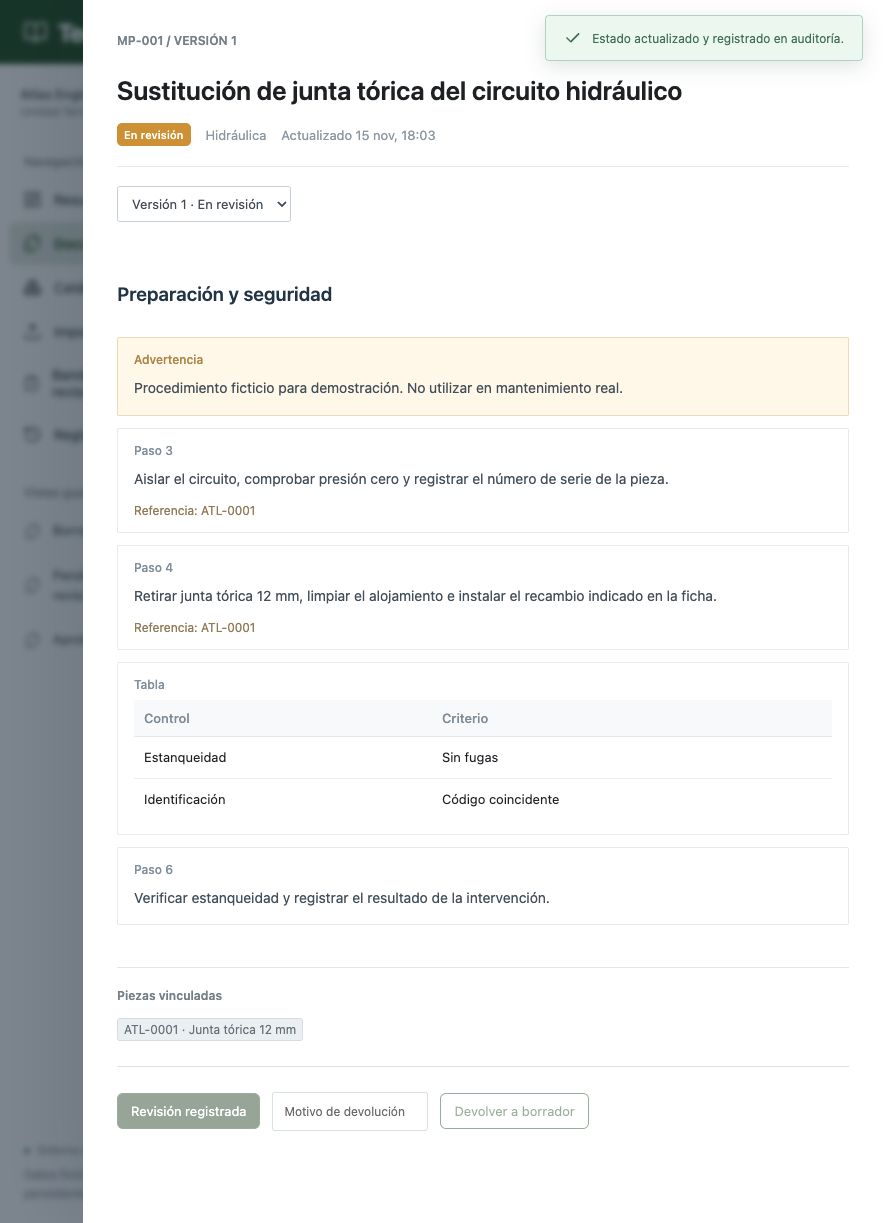 MP-001 / VERSIÓN 1
Estado actualizado y registrado en auditoría.
Sustitución de junta tórica del circuito hidráulico
En revisión Hidráulica Actualizado 15 nov, 18:03
Versión 1 · En revisión
Preparación y seguridad
Advertencia
Procedimiento ficticio para demostración. No utilizar en mantenimiento real.
Paso 3
Aislar el circuito, comprobar presión cero y registrar el número de serie de la pieza.
Referencia: ATL-0001
Paso 4
Retirar junta tórica 12 mm, limpiar el alojamiento e instalar el recambio indicado en la ficha.
Referencia: ATL-0001
Tabla
Control Criterio
Estanqueidad Sin fugas
Identificación Código coincidente
Paso 6
Verificar estanqueidad y registrar el resultado de la intervención.
Piezas vinculadas
ATL-0001 · Junta tórica 12 mm
Revisión registrada Motivo de devolución Devolver a borrador